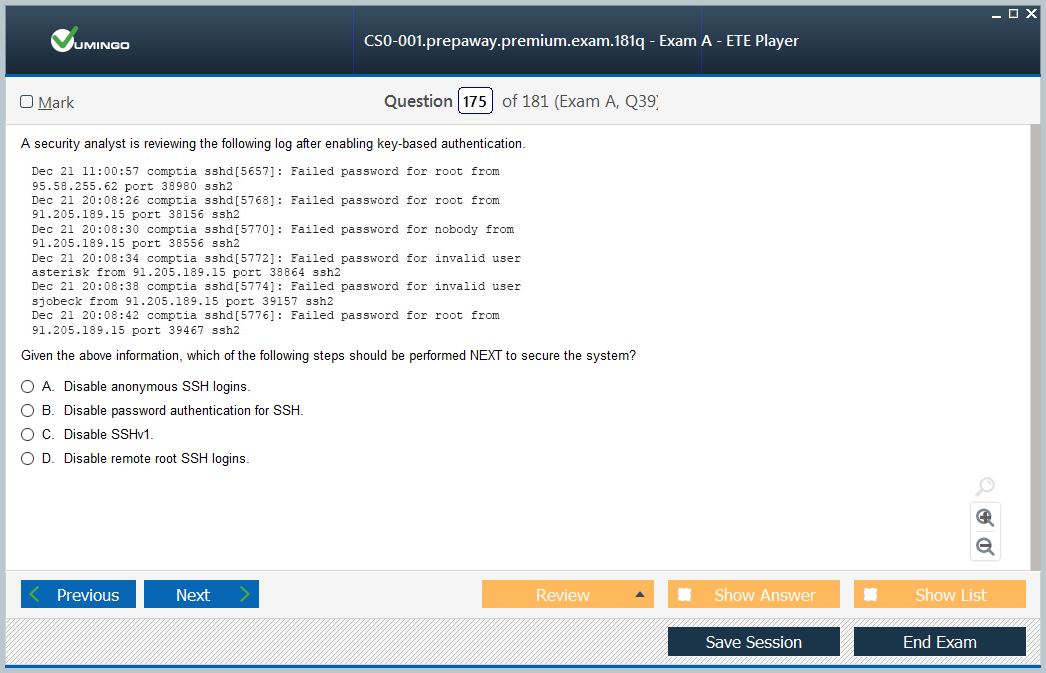 VUMINGO
CS0-001.prepaway.premium.exam.181q - Exam A - ETE Player
Mark
Question 175 of 181 (Exam A, Q39)
A security analyst is reviewing the following log after enabling key-based authentication.
Dec 21 11:00:57 comptia sshd[5657]: Failed password for root from
95.58.255.62 port 38980 ssh2
Dec 21 20:08:26 comptia sshd[5768]: Failed password for root from
91.205.189.15 port 38156 ssh2
Dec 21 20:08:30 comptia sshd[5770]: Failed password for nobody from
91.205.189.15 port 38556 ssh2
Dec 21 20:08:34 comptia sshd[5772]: Failed password for invalid user
asterisk from 91.205.189.15 port 38864 ssh2
Dec 21 20:08:38 comptia sshd[5774]: Failed password for invalid user
sjobeck from 91.205.189.15 port 39157 ssh2
Dec 21 20:08:42 comptia sshd[5776]: Failed password for root from
91.205.189.15 port 39467 ssh2
Given the above information, which of the following steps should be performed NEXT to secure the system?
A. Disable anonymous SSH logins.
B. Disable password authentication for SSH.
C. Disable SSHv1.
D. Disable remote root SSH logins.
Previous Next Review Show Answer Show List
Save Session End Exam